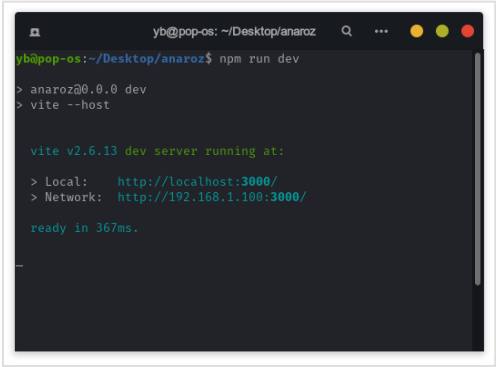 yb@pop-os: ~/Desktop/anaroz
yb@pop-os:~/Desktop/anaroz$ npm run dev
> anaroz@0.0.0 dev
> vite --host
vite v2.6.13 dev server running at:
> Local: http://localhost:3000/
> Network: http://192.168.1.100:3000/
ready in 367ms.